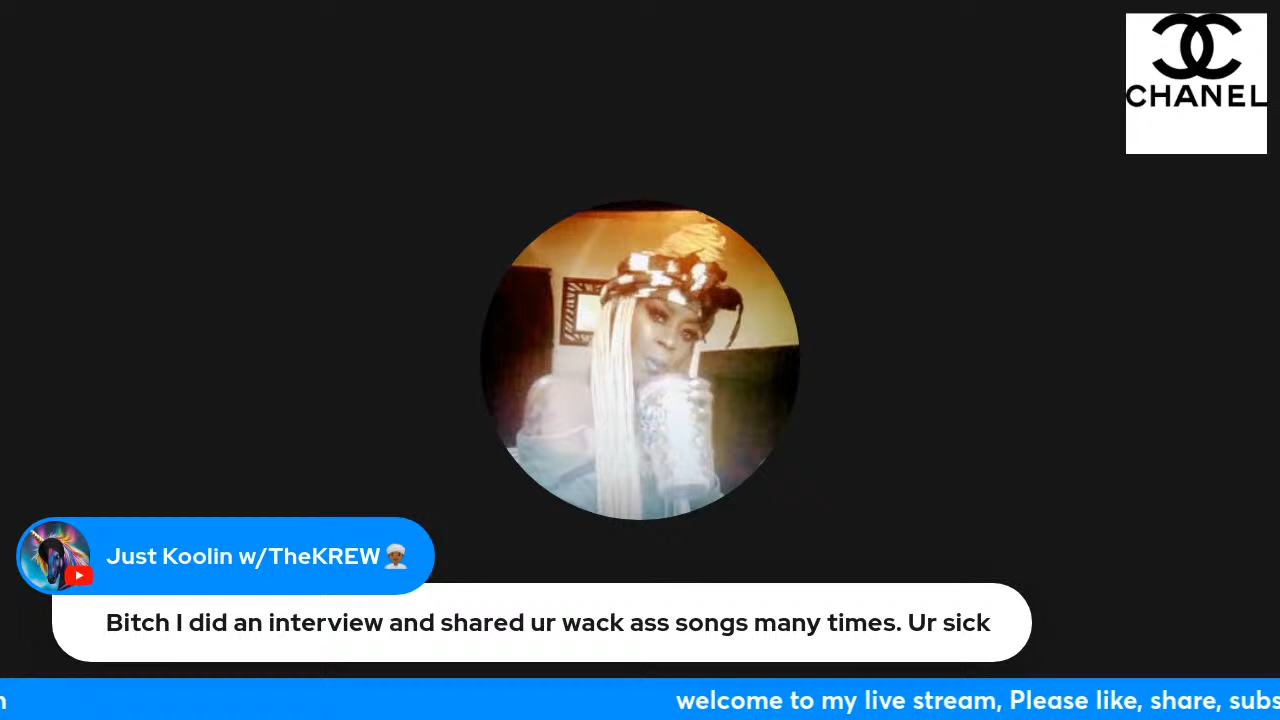 CHANEL
Just Koolin w/TheKREW👳🏾
Bitch I did an interview and shared ur wack ass songs many times. Ur sick
welcome to my live stream, Please like, share, subs